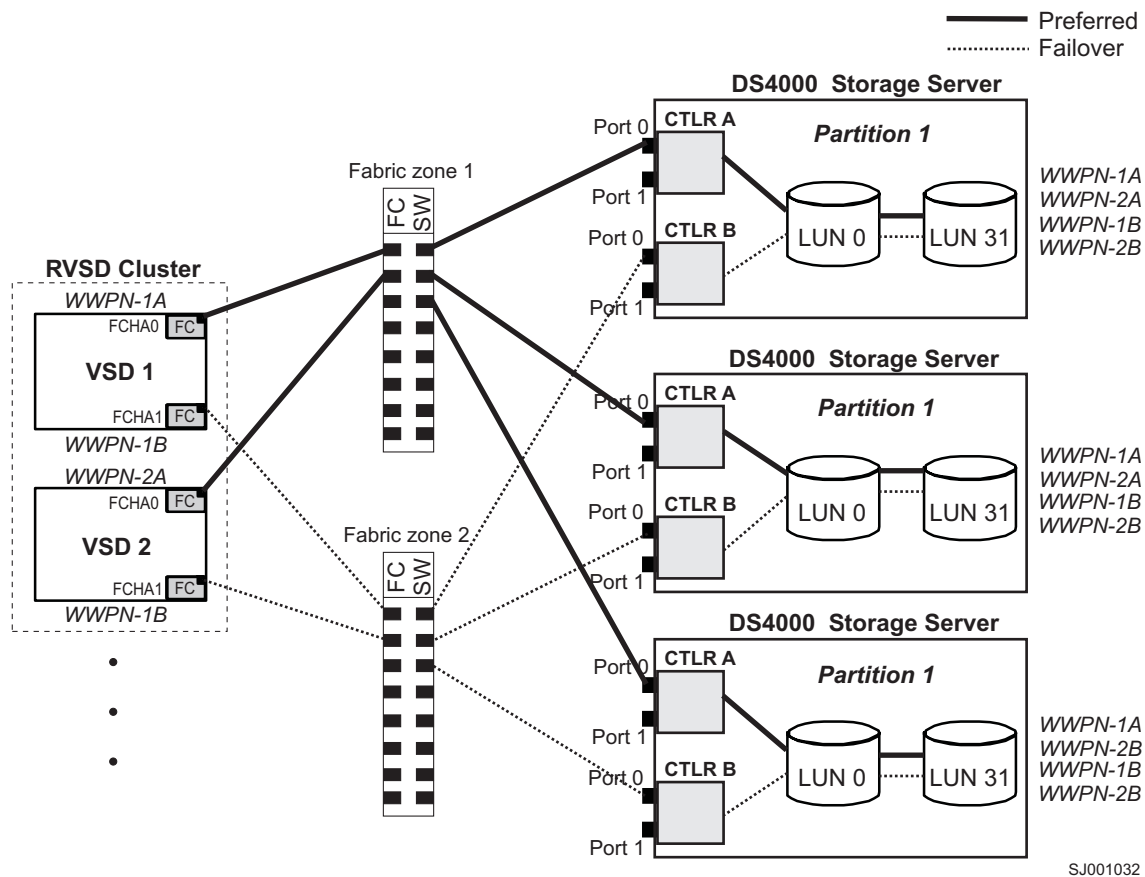 Preferred
Failover
DS4000 Storage Server
Port 0
CTLR A
Partition 1
Port 1
Port 0
CTLR B
Port 1
LUN 0
LUN 31
WWPN-1A
WWPN-2A
WWPN-1B
WWPN-2B
Fabric zone 1
FC
SW
RVSD Cluster
WWPN-1A
FCHA0
FC
VSD 1
FCHA1
FC
WWPN-1B
WWPN-2A
FCHA0
FC
VSD 2
FCHA1
FC
WWPN-1B
Fabric zone 2
FC
SW
DS4000 Storage Server
Port 0
CTLR A
Partition 1
Port 1
Port 0
CTLR B
Port 1
LUN 0
LUN 31
WWPN-1A
WWPN-2A
WWPN-1B
WWPN-2B
DS4000 Storage Server
Port 0
CTLR A
Partition 1
Port 1
Port 0
CTLR B
Port 1
LUN 0
LUN 31
WWPN-1A
WWPN-2B
WWPN-1B
WWPN-2B
SJ001032